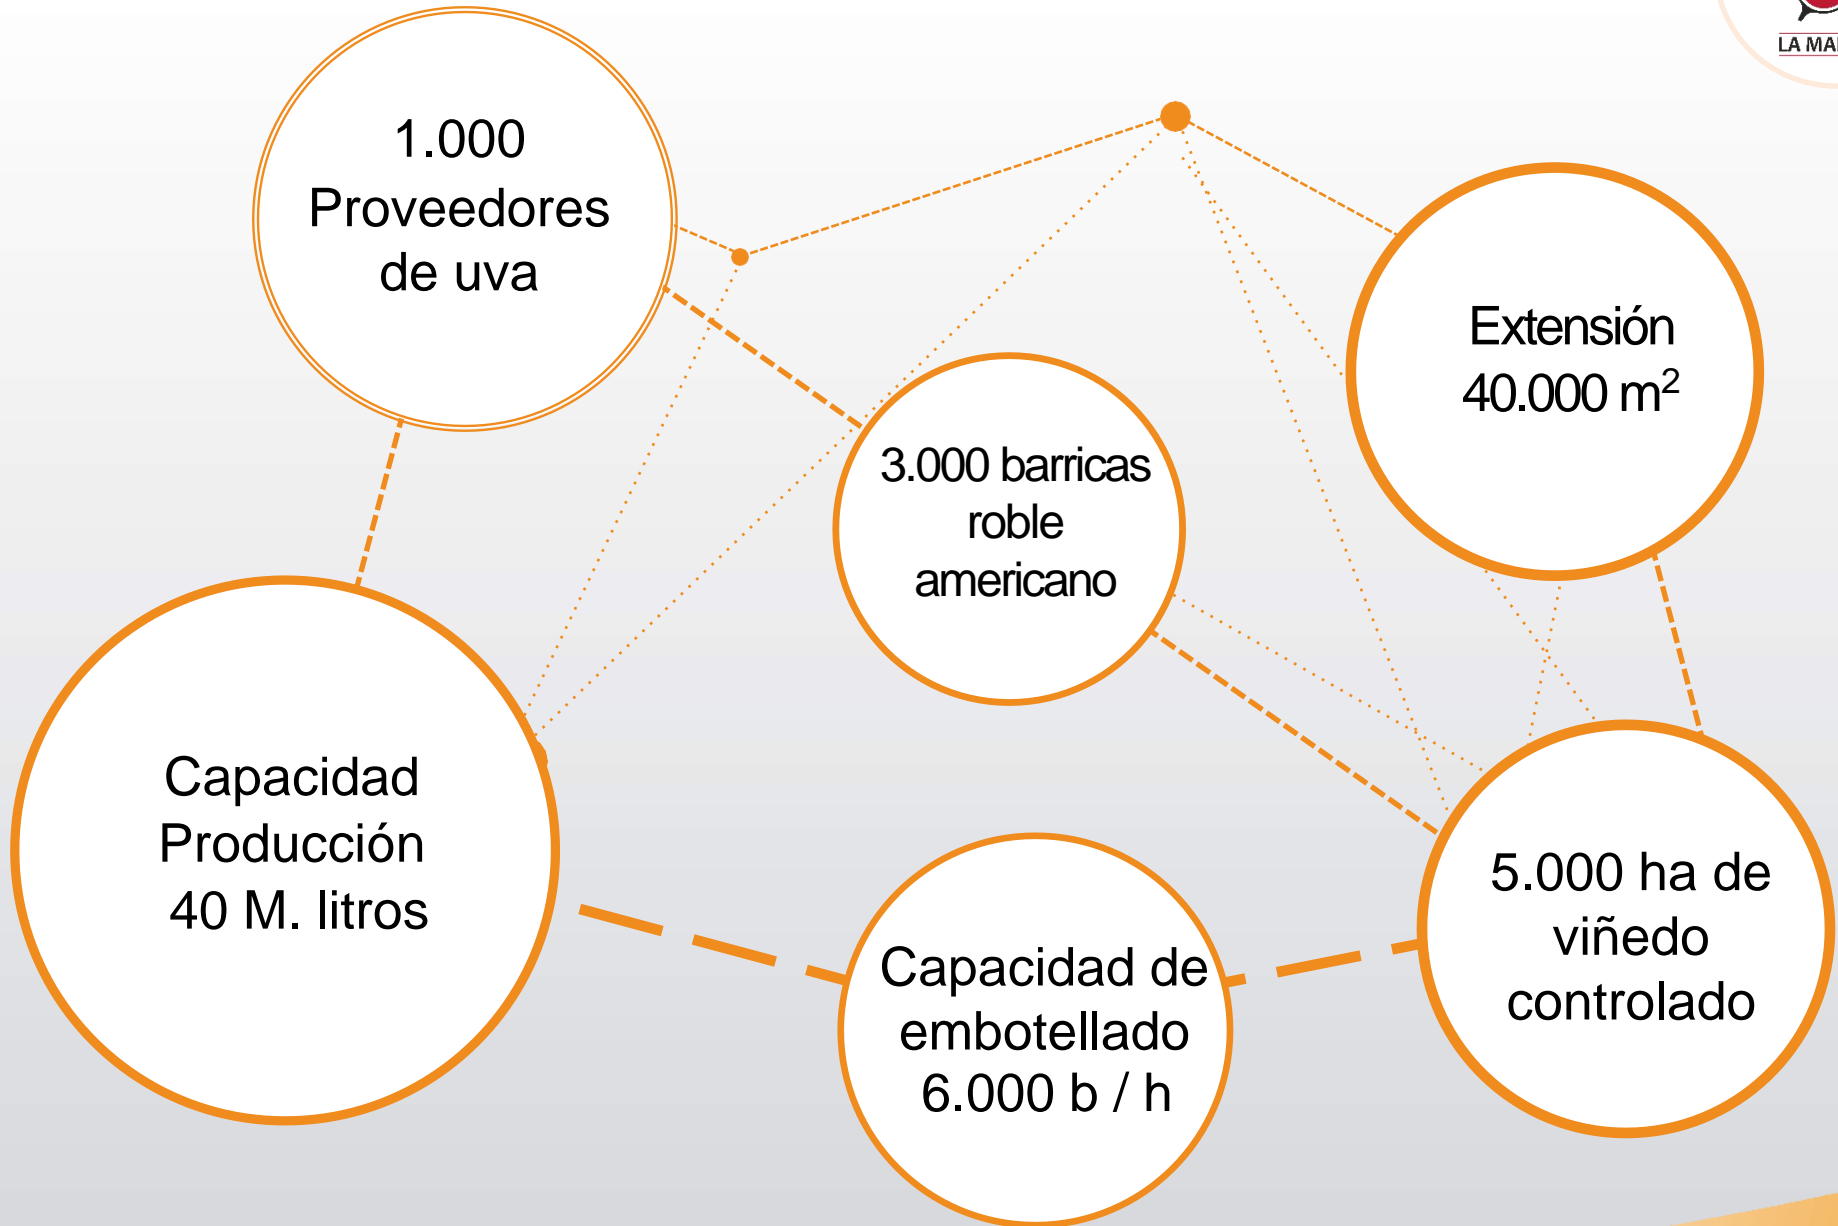 1.000
Proveedores
de uva
Extensión
40.000 m²
3.000 barricas
roble
americano
Capacidad
Producción
40 M. litros
Capacidad de
embotellado
6.000 b / h
5.000 ha de
viñedo
controlado
LA